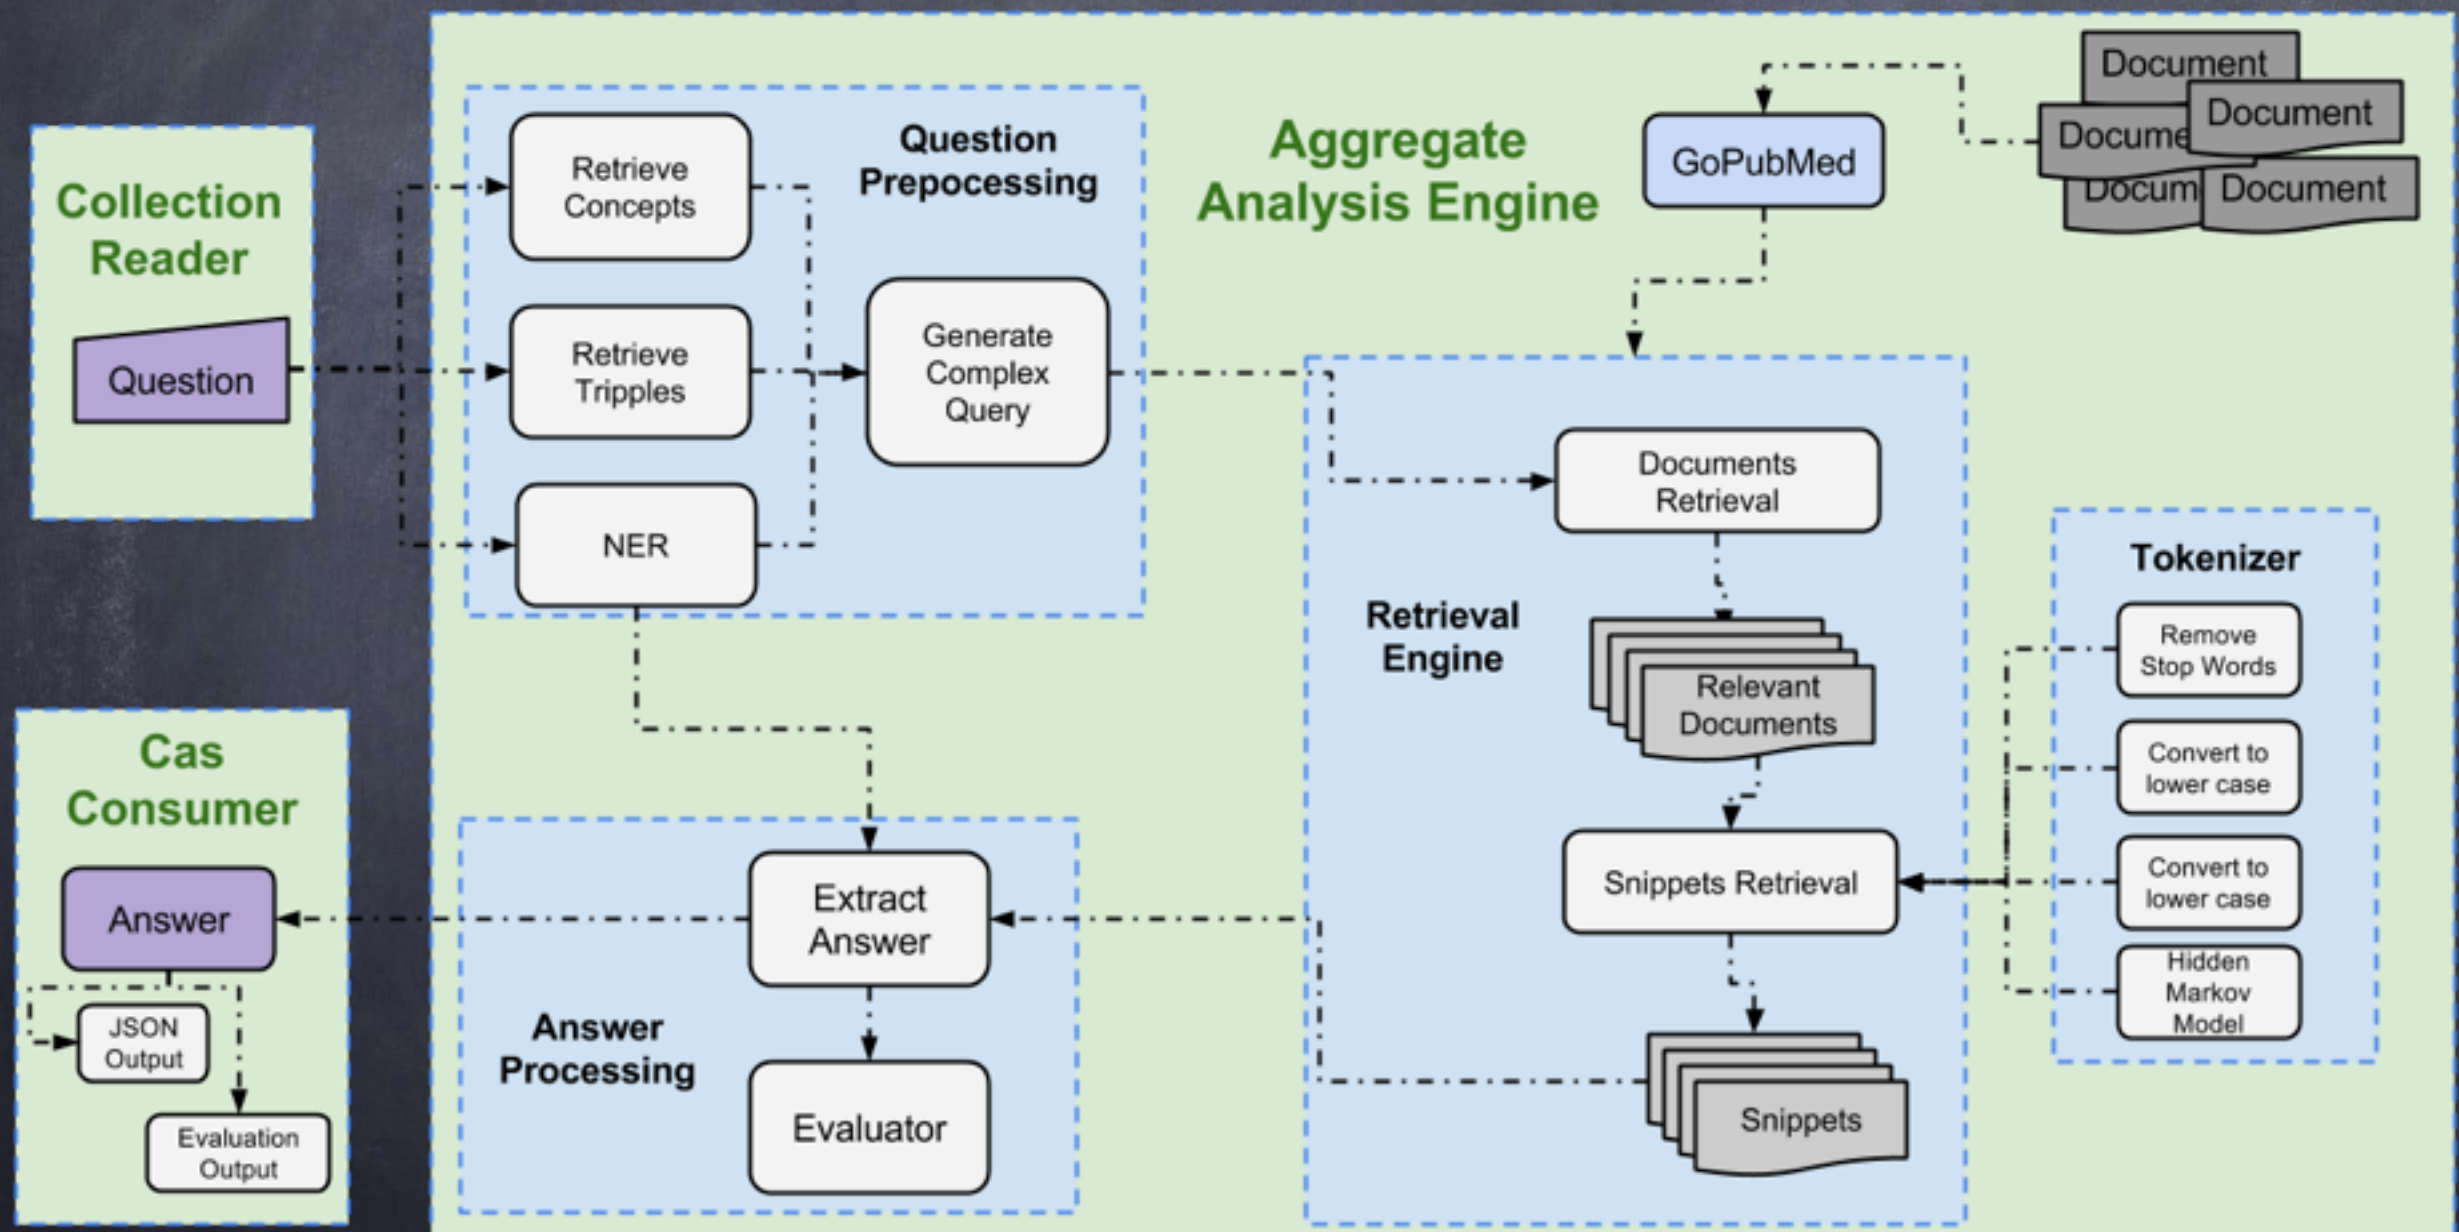 Collection
Reader
Question
Retrieve
Concepts
Question
Prepocessing
Retrieve
Tripples
Generate
Complex
Query
NER
Aggregate
Analysis Engine
GoPubMed
Document
Document
Docume
Docum
Document
Documents
Retrieval
Retrieval
Engine
Relevant
Documents
Snippets Retrieval
Snippets
Tokenizer
Remove
Stop Words
Convert to
lower case
Convert to
lower case
Hidden
Markov
Model
Extract
Answer
Answer
Processing
Evaluator
Cas
Consumer
Answer
JSON
Output
Evaluation
Output